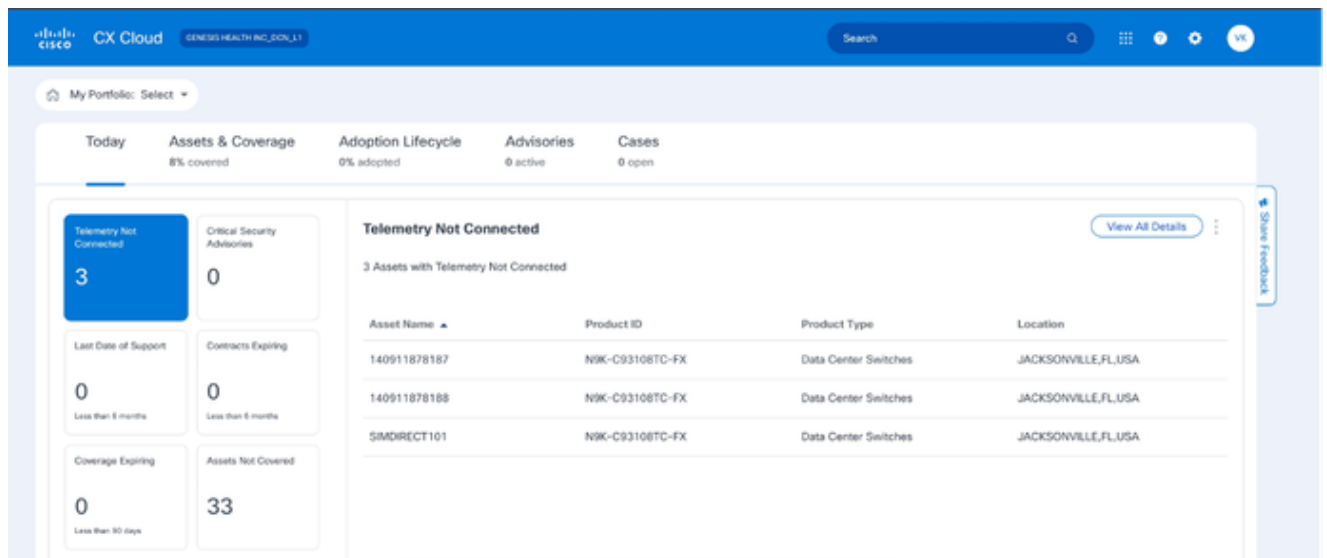 CISCO CX Cloud GENESIS HEALTH INC_DCN_L1 Search VK
My Portfolio: Select
Today Assets & Coverage Adoption Lifecycle Advisories Cases
8% covered 0% adopted 0 active 0 open
Telemetry Not Connected
3
Critical Security Advisories
0
Last Date of Support
0
Less than 6 months
Contracts Expiring
0
Less than 6 months
Coverage Expiring
0
Less than 90 days
Assets Not Covered
33
Telemetry Not Connected
View All Details
3 Assets with Telemetry Not Connected
Asset Name Product ID Product Type Location
140911878187 N9K-C93108TC-FX Data Center Switches JACKSONVILLE,FL,USA
140911878188 N9K-C93108TC-FX Data Center Switches JACKSONVILLE,FL,USA
SIMDIRECT101 N9K-C93108TC-FX Data Center Switches JACKSONVILLE,FL,USA
Share Feedback